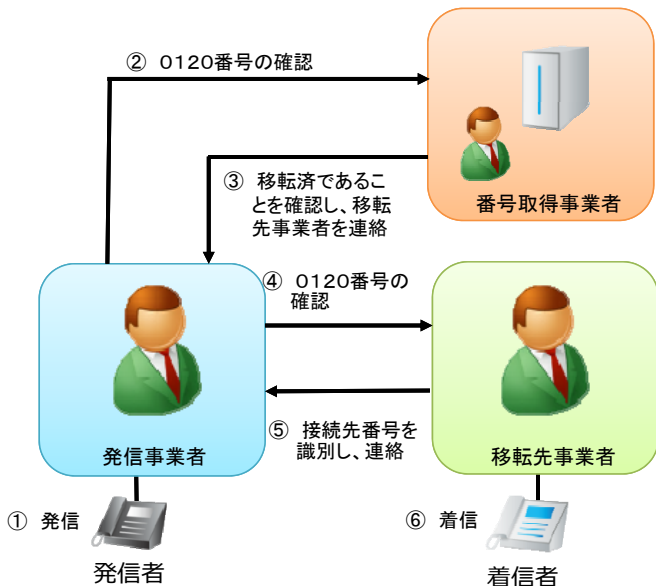 ② 0120番号の確認
番号取得事業者
③ 移転済であるこ
とを確認し、移転
先事業者を連絡
④ 0120番号の
確認
発信事業者
⑤ 接続先番号を
識別し、連絡
移転先事業者
① 発信
発信者
⑥ 着信
着信者